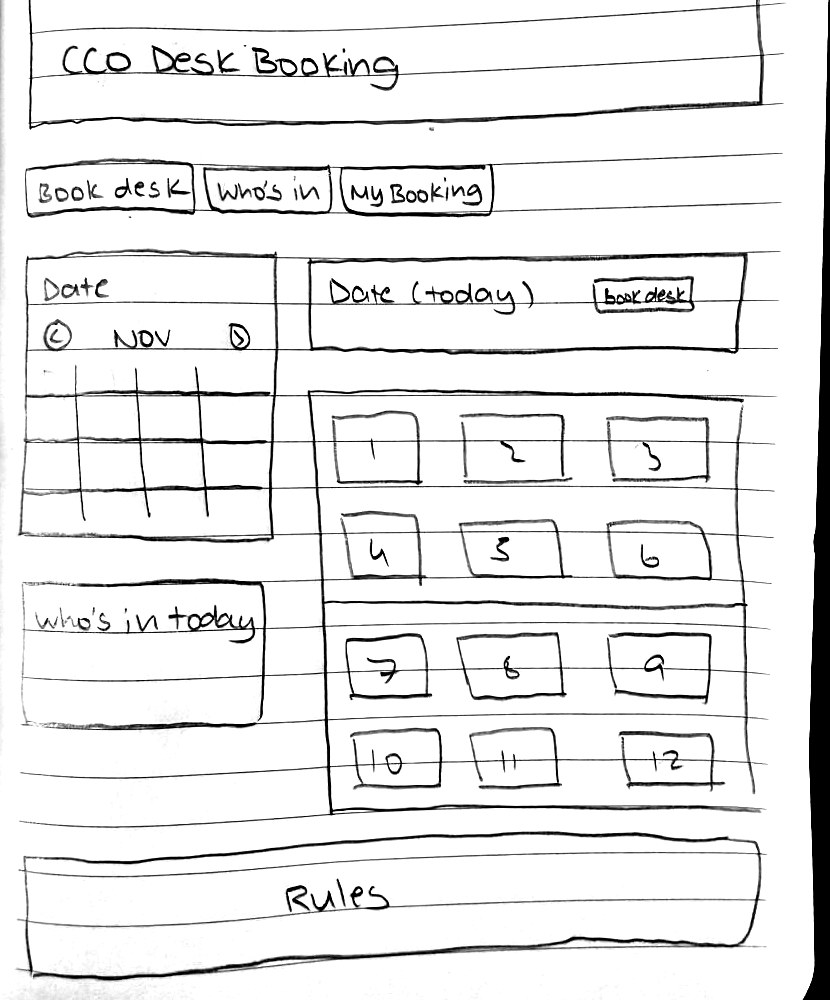 CCO Desk Booking
Book desk Who's in My Booking
Date
< NOV >
who's in today
Date (today) book desk
1 2 3
4 5 6
7 8 9
10 11 12
Rules